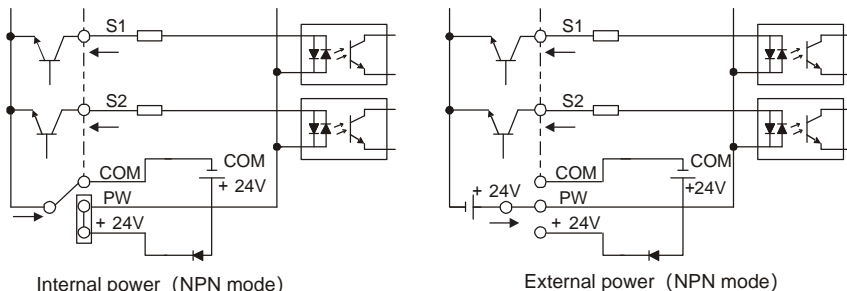 S1
S2
COM
COM
+ 24V
PW
+ 24V
Internal power（NPN mode）
S1
S2
COM
COM
+24V
+ 24V
PW
+ 24V
External power（NPN mode）